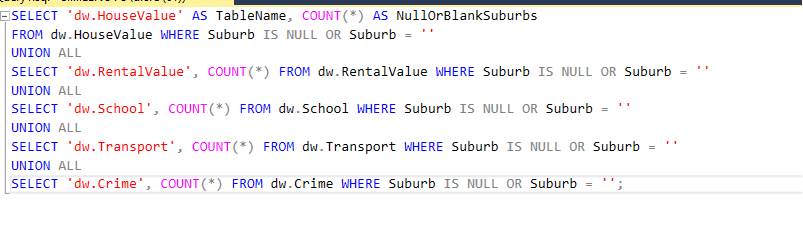 SELECT 'dw.HouseValue' AS TableName, COUNT(*) AS NullOrBlankSuburbs
FROM dw.HouseValue WHERE Suburb IS NULL OR Suburb = ''
UNION ALL
SELECT 'dw.RentalValue', COUNT(*) FROM dw.RentalValue WHERE Suburb IS NULL OR Suburb = ''
UNION ALL
SELECT 'dw.School', COUNT(*) FROM dw.School WHERE Suburb IS NULL OR Suburb = ''
UNION ALL
SELECT 'dw.Transport', COUNT(*) FROM dw.Transport WHERE Suburb IS NULL OR Suburb = ''
UNION ALL
SELECT 'dw.Crime', COUNT(*) FROM dw.Crime WHERE Suburb IS NULL OR Suburb = '';